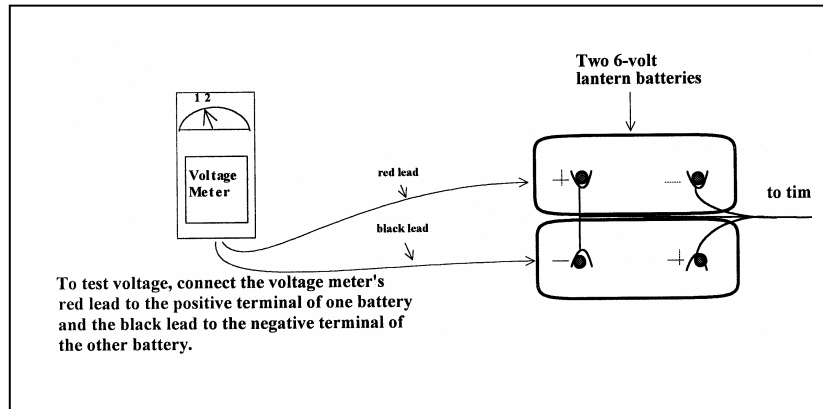 Two 6-volt
lantern batteries
1 2
Voltage
Meter
red lead
+
—
to tim
black lead
—
+
To test voltage, connect the voltage meter's
red lead to the positive terminal of one battery
and the black lead to the negative terminal of
the other battery.